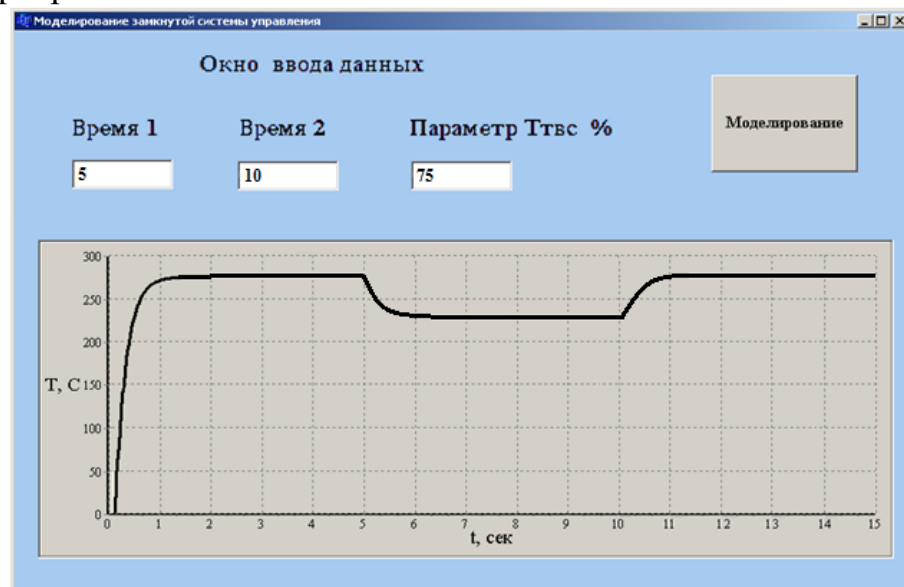 Моделирование замкнутой системы управления
Окно ввода данных
Моделирование
Время 1 Время 2 Параметр Tтвс %
5 10 75
300
250
200
T, C 150
100
50
0
0 1 2 3 4 5 6 7 8 9 10 11 12 13 14 15
t, сек